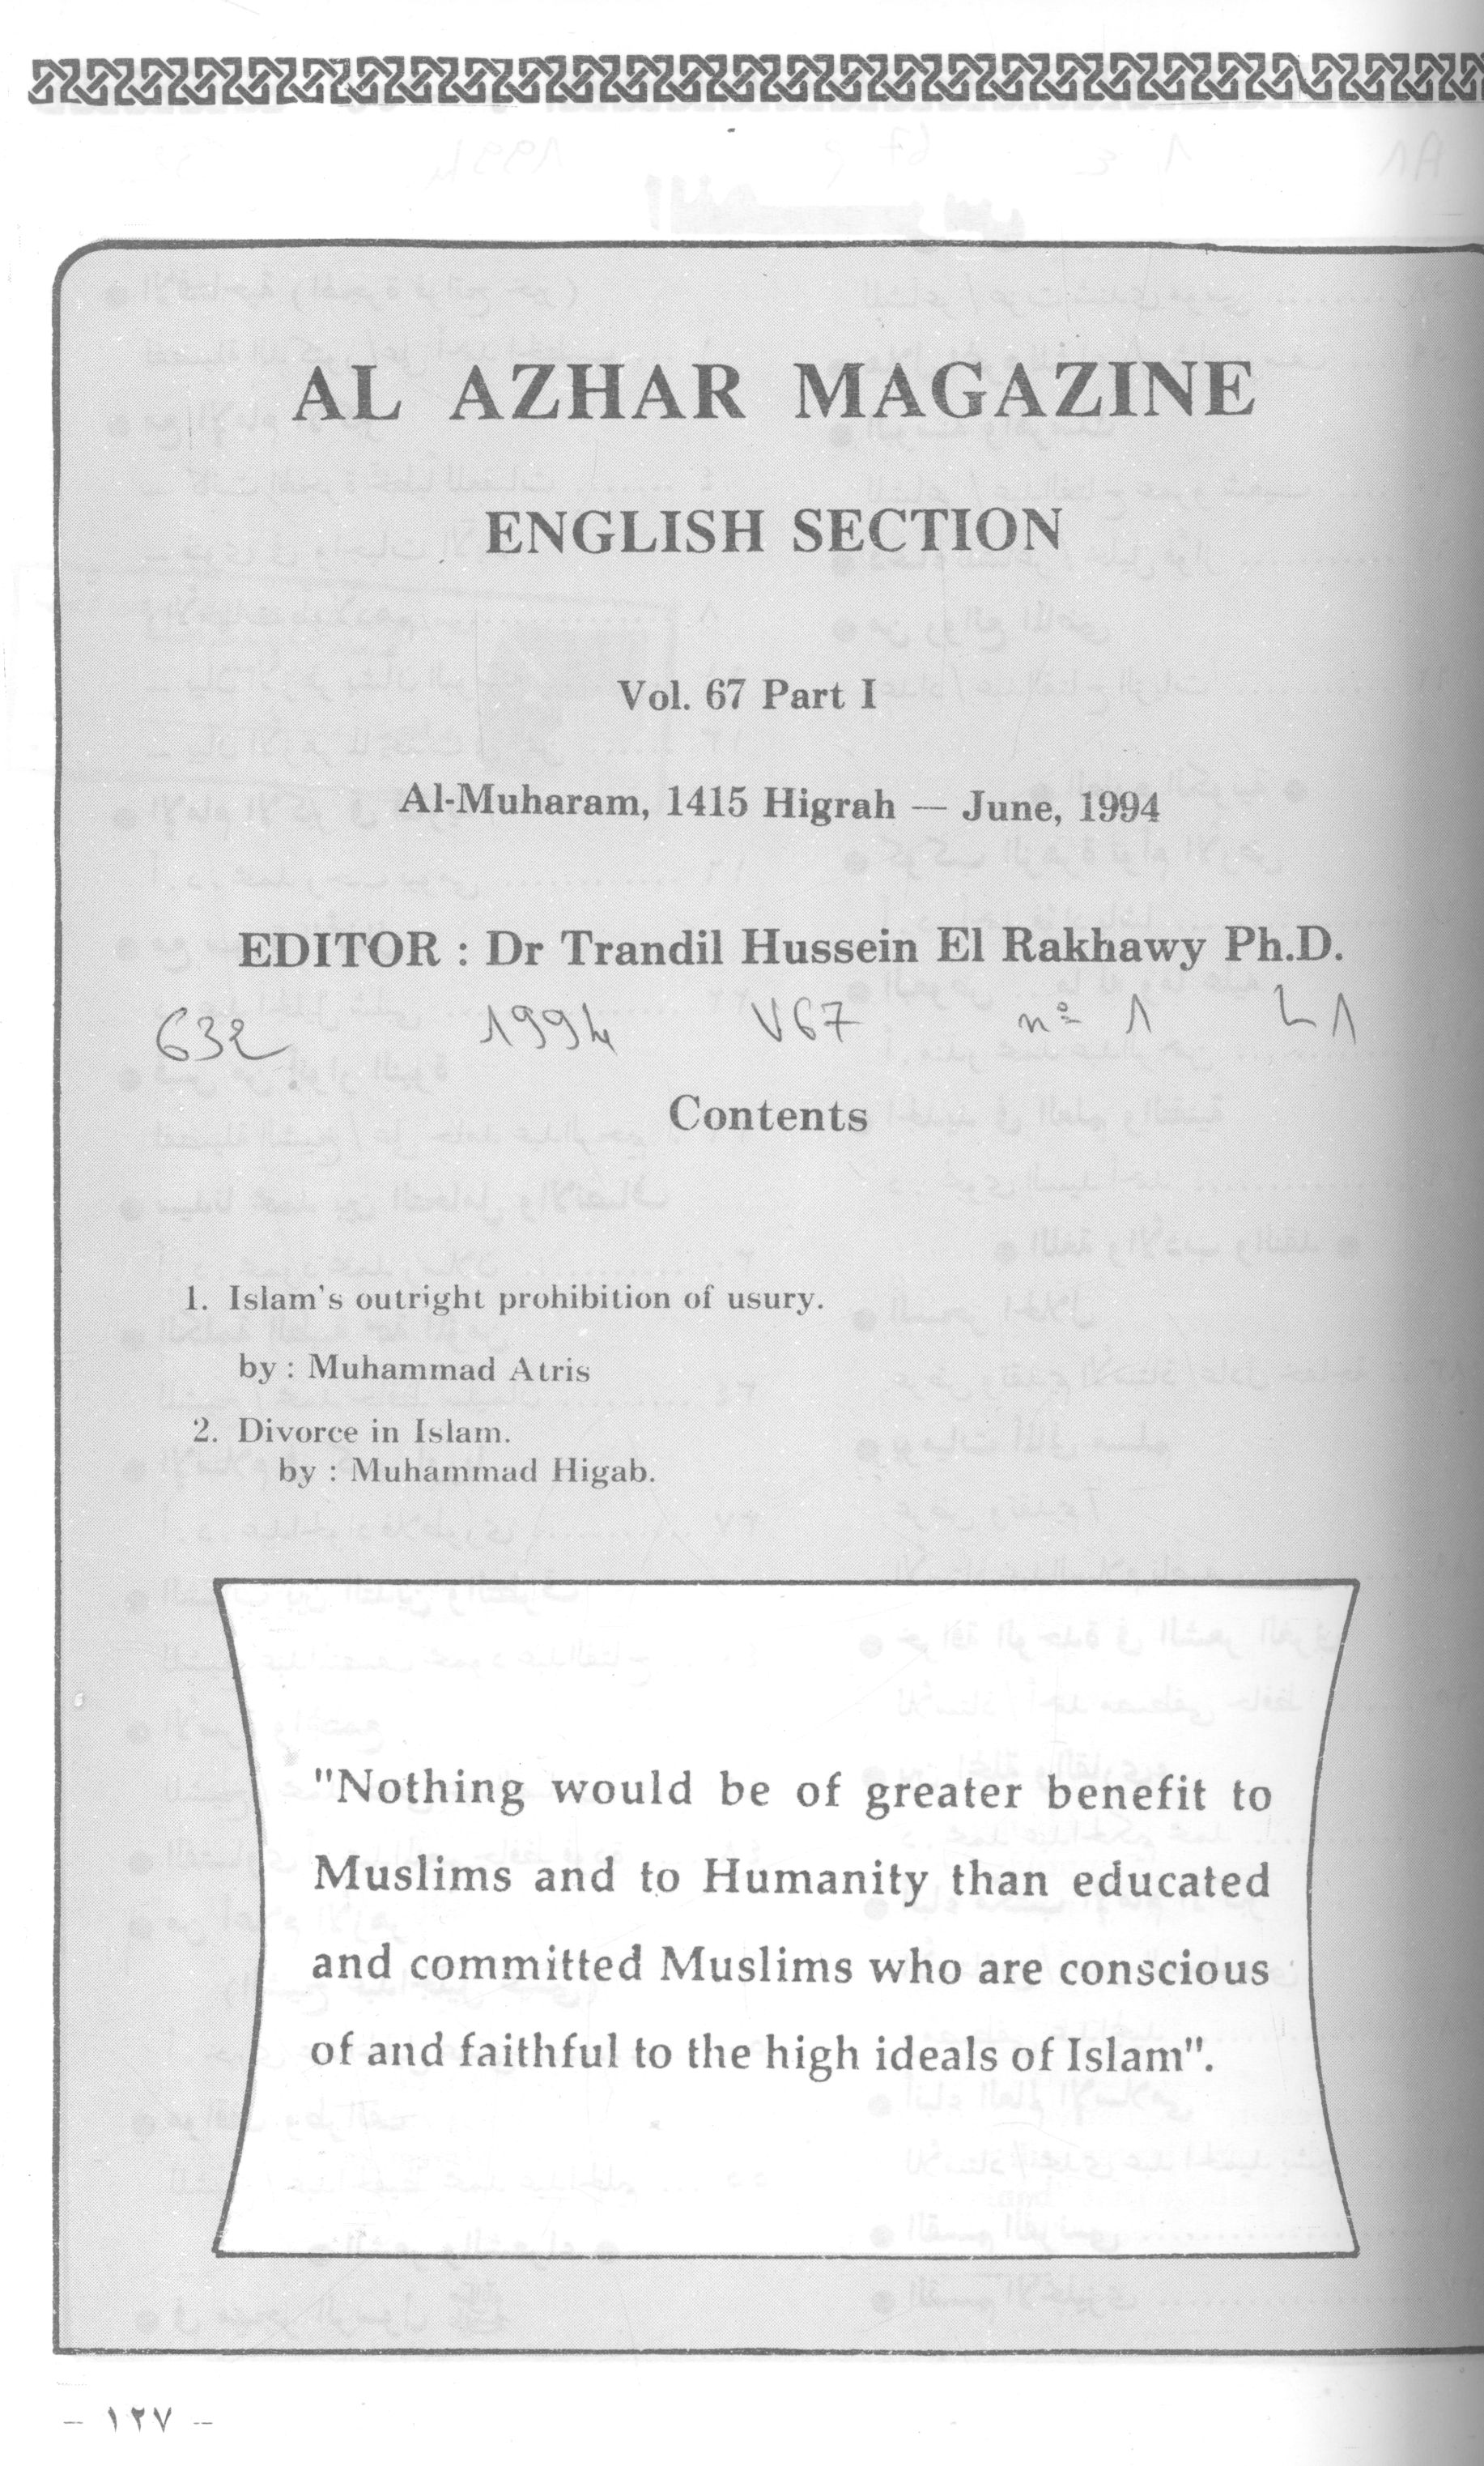 AL AZHAR MAGAZINE
ENGLISH SECTION
Vol. 67 Part I
Al-Muharam, 1415 Higrah — June, 1994
EDITOR : Dr Trandil Hussein El Rakhawy Ph.D.
632 1994 V67 nº 1 L1
Contents
1. Islam's outright prohibition of usury.
by : Muhammad Atris
2. Divorce in Islam.
by : Muhammad Higab.
"Nothing would be of greater benefit to
Muslims and to Humanity than educated
and committed Muslims who are conscious
of and faithful to the high ideals of Islam".
– ١٢٧ –